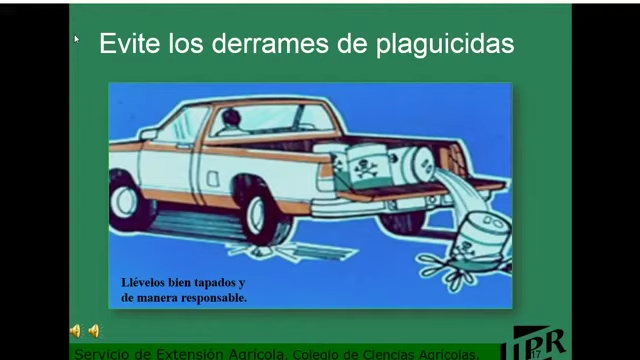 Evite los derrames de plaguicidas
Llévelos bien tapados y
de manera responsable.
UPR
17
Servicio de Extensión Agrícola, Colegio de Ciencias Agrícolas,